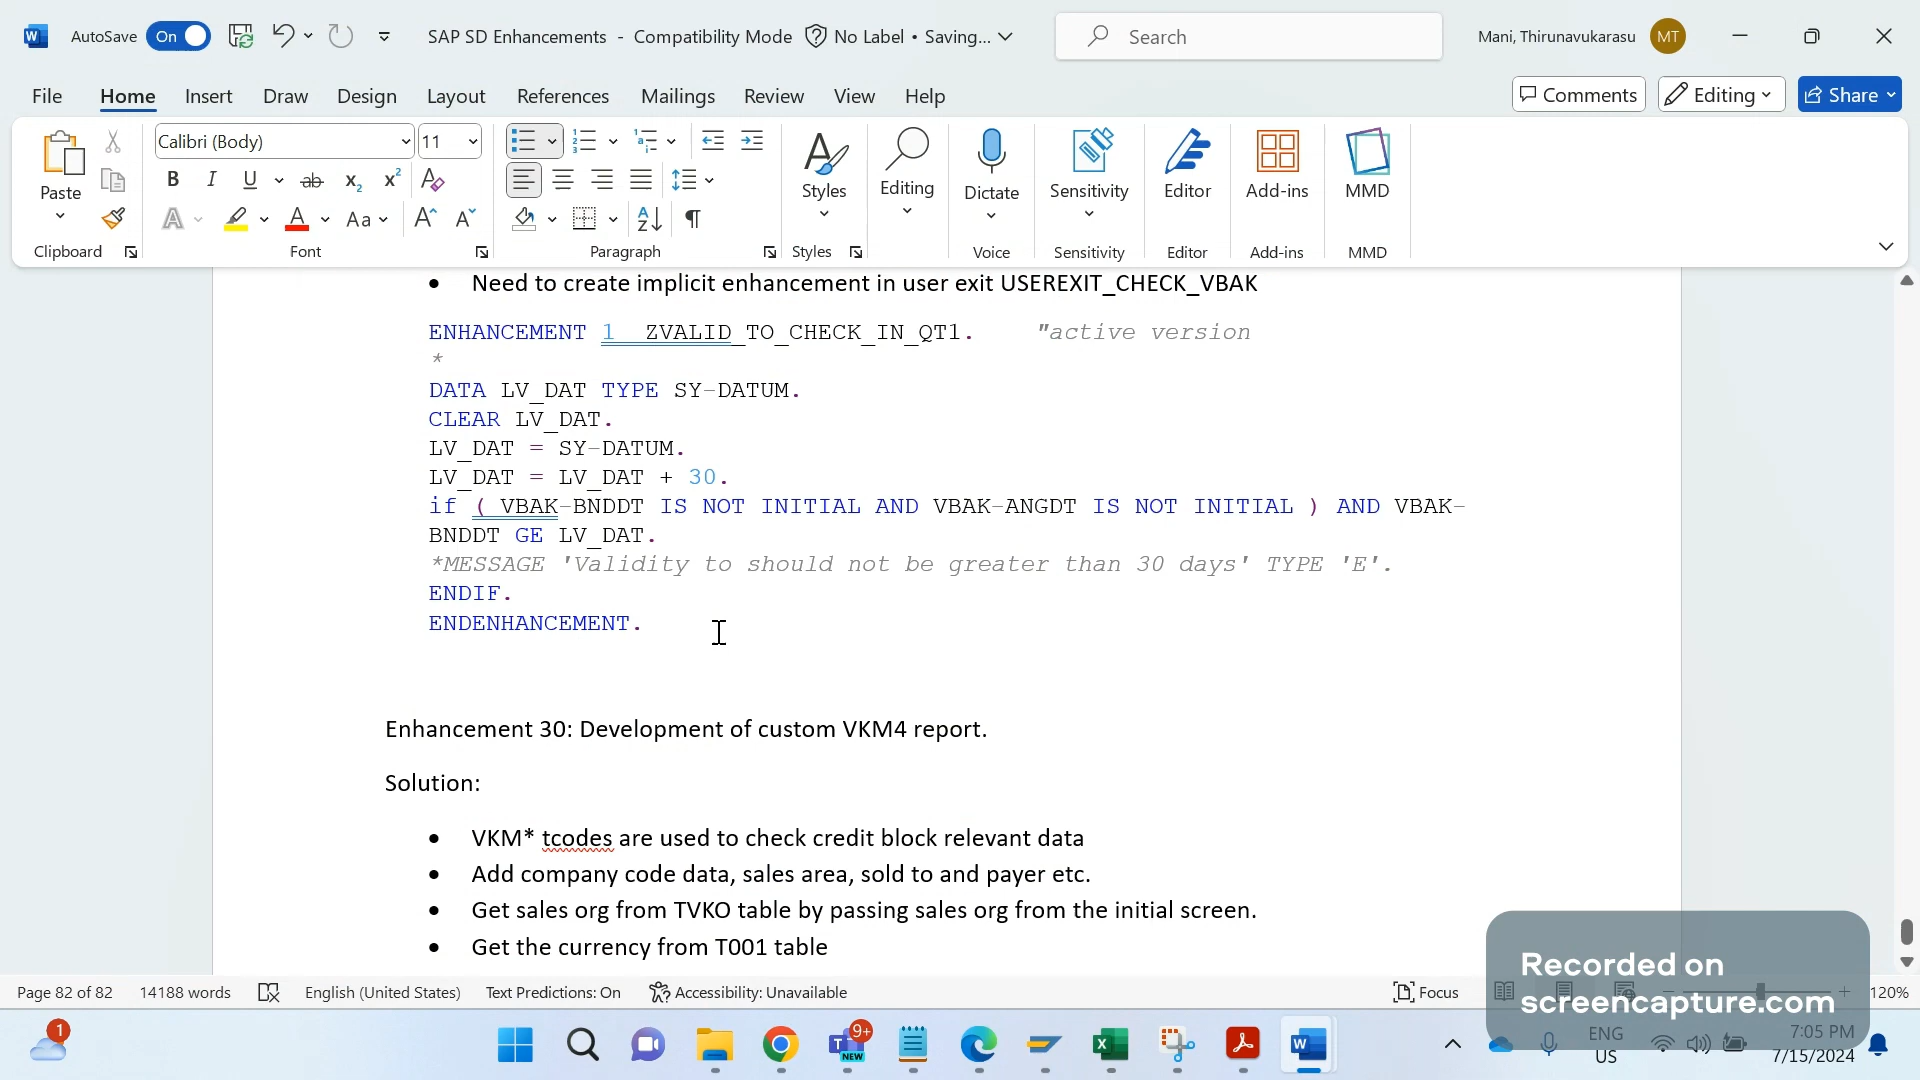 AutoSave On SAP SD Enhancements - Compatibility Mode No Label • Saving... Search Mani, Thirunavukarasu MT
File Home Insert Draw Design Layout References Mailings Review View Help Comments Editing Share
Calibri (Body) 11
Paste Styles Editing Dictate Sensitivity Editor Add-ins MMD
Clipboard Font Paragraph Styles Voice Sensitivity Editor Add-ins MMD
• Need to create implicit enhancement in user exit USEREXIT_CHECK_VBAK
ENHANCEMENT 1 ZVALID_TO_CHECK_IN_QT1. "active version
*
DATA LV_DAT TYPE SY-DATUM.
CLEAR LV_DAT.
LV_DAT = SY-DATUM.
LV_DAT = LV_DAT + 30.
if ( VBAK-BNDDT IS NOT INITIAL AND VBAK-ANGDT IS NOT INITIAL ) AND VBAK-
BNDDT GE LV_DAT.
*MESSAGE 'Validity to should not be greater than 30 days' TYPE 'E'.
ENDIF.
ENDENHANCEMENT.
Enhancement 30: Development of custom VKM4 report.
Solution:
• VKM* tcodes are used to check credit block relevant data
• Add company code data, sales area, sold to and payer etc.
• Get sales org from TVKO table by passing sales org from the initial screen.
• Get the currency from T001 table
Recorded on
screencapture.com
Page 82 of 82 14188 words English (United States) Text Predictions: On Accessibility: Unavailable Focus 120%
1 9+ NEW ENG
US
7:05 PM
7/15/2024